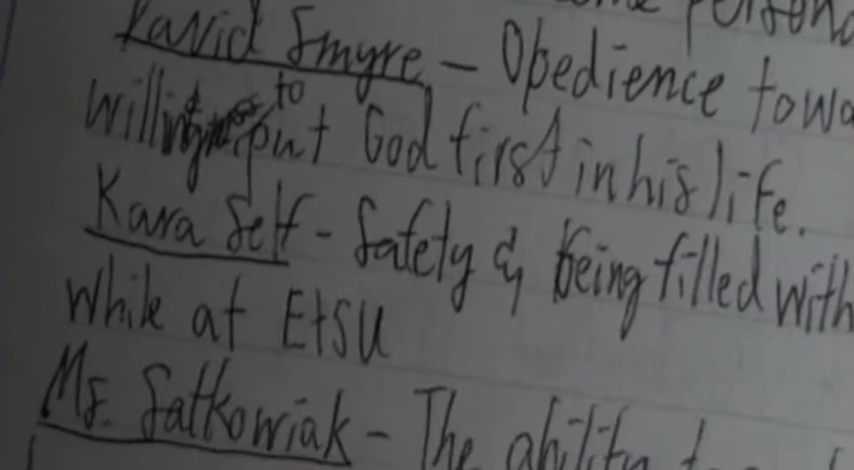 person
Smyre - Obedience towa
willing to put God first in his life.
Kara Self - Safety & being filled with
while at EtSU
Ms. Satkowiak - The ability t